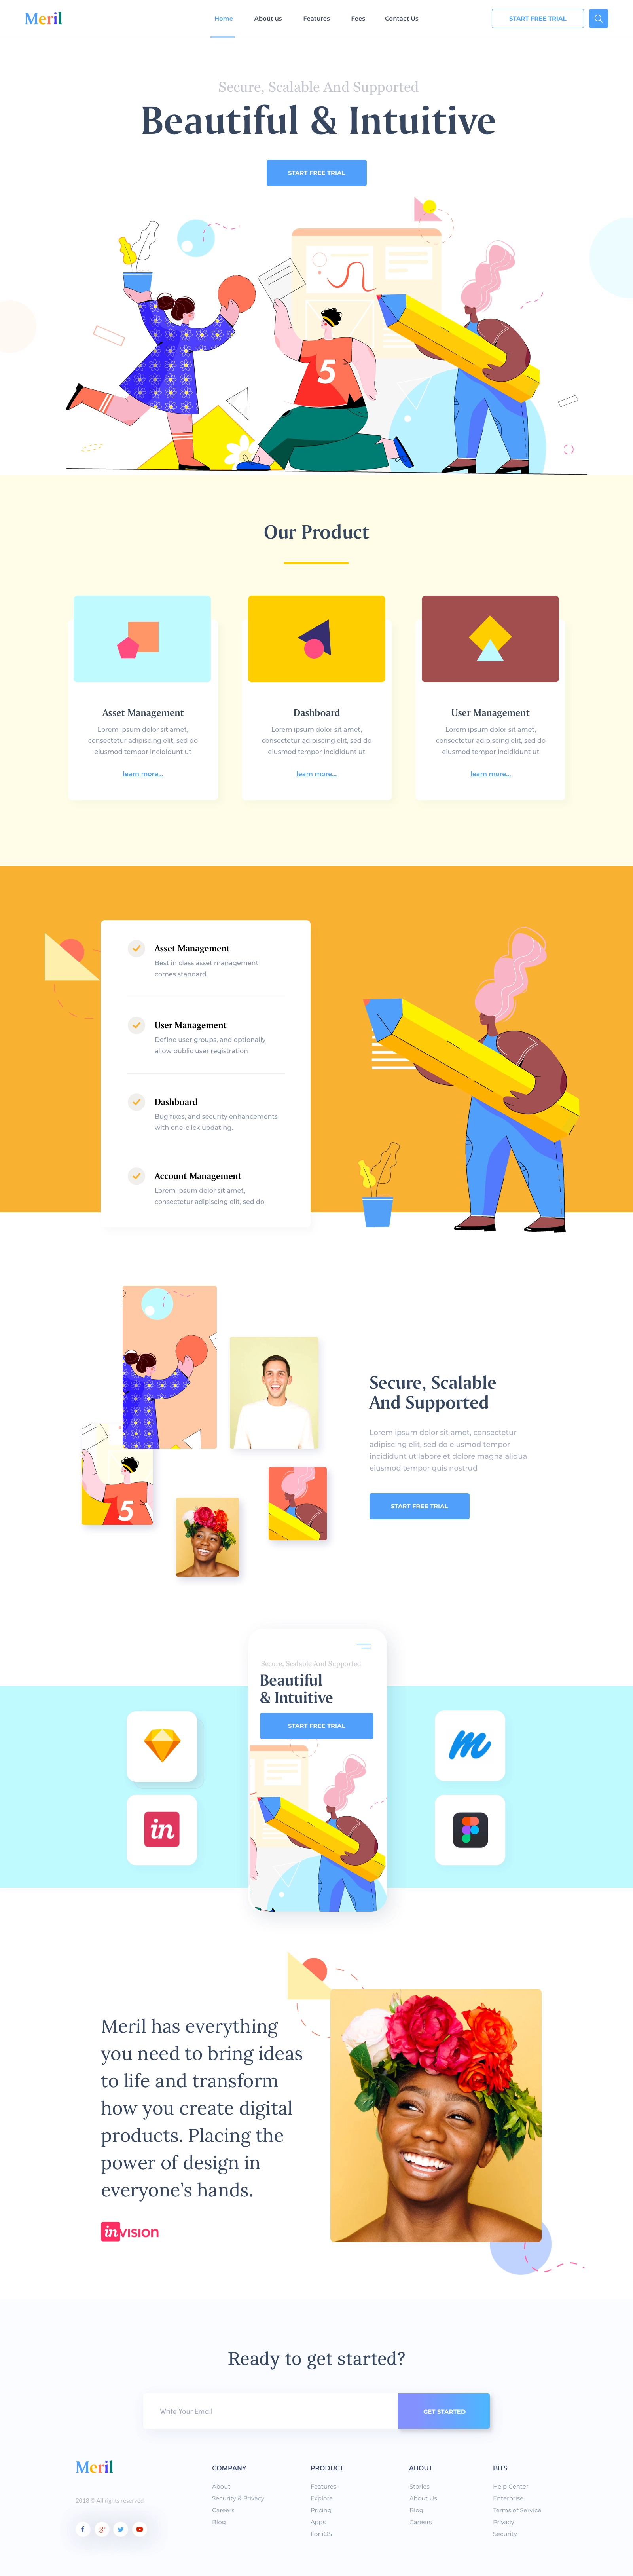 Meril
Home
About us
Features
Fees
Contact Us
START FREE TRIAL
Secure, Scalable And Supported
Beautiful & Intuitive
START FREE TRIAL
5
Our Product
Asset Management
Lorem ipsum dolor sit amet,
consectetur adipiscing elit, sed do
eiusmod tempor incididunt ut
learn more...
Dashboard
Lorem ipsum dolor sit amet,
consectetur adipiscing elit, sed do
eiusmod tempor incididunt ut
learn more...
User Management
Lorem ipsum dolor sit amet,
consectetur adipiscing elit, sed do
eiusmod tempor incididunt ut
learn more...
Asset Management
Best in class asset management
comes standard.
User Management
Define user groups, and optionally
allow public user registration
Dashboard
Bug fixes, and security enhancements
with one-click updating.
Account Management
Lorem ipsum dolor sit amet,
consectetur adipiscing elit, sed do
5
Secure, Scalable
And Supported
Lorem ipsum dolor sit amet, consectetur
adipiscing elit, sed do eiusmod tempor
incididunt ut labore et dolore magna aliqua
eiusmod tempor quis nostrud
START FREE TRIAL
Secure, Scalable And Supported
Beautiful
& Intuitive
START FREE TRIAL
in
m
Meril has everything
you need to bring ideas
to life and transform
how you create digital
products. Placing the
power of design in
everyone’s hands.
inVISION
Ready to get started?
Write Your Email
GET STARTED
Meril
2018 © All rights reserved
f
g+
COMPANY
About
Security & Privacy
Careers
Blog
PRODUCT
Features
Explore
Pricing
Apps
For iOS
ABOUT
Stories
About Us
Blog
Careers
BITS
Help Center
Enterprise
Terms of Service
Privacy
Security